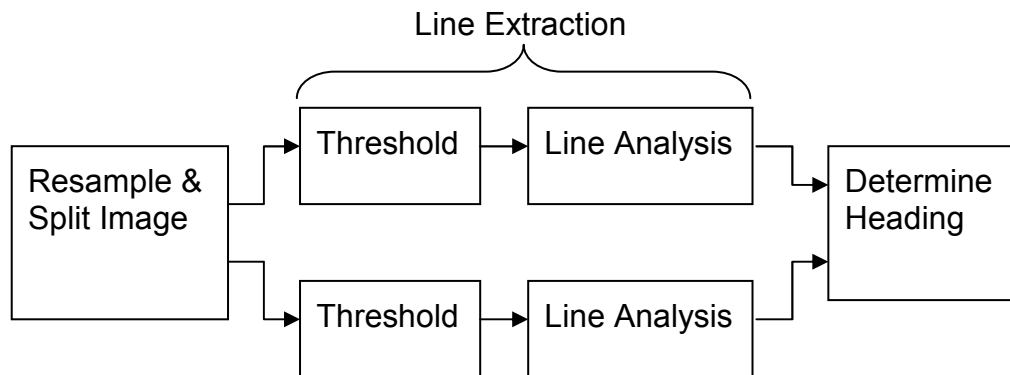 Line Extraction
Threshold
Line Analysis
Resample &
Split Image
Determine
Heading
Threshold
Line Analysis